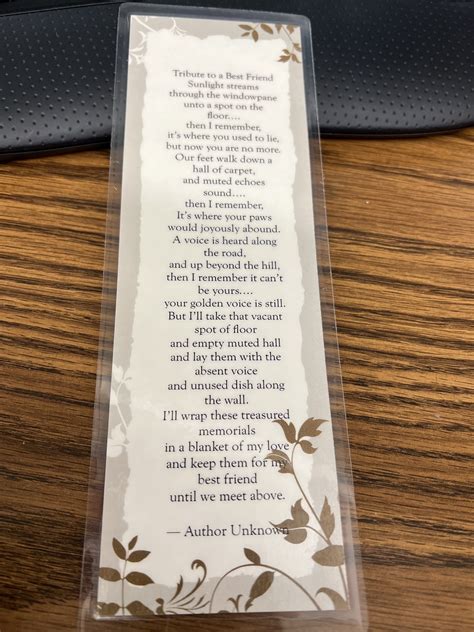 Tribute to a Best Friend
Sunlight streams
through the windowpane
unto a spot on the
floor....
then I remember,
it's where you used to lie,
but now you are no more.
Our feet walk down a
hall of carpet,
and muted echoes
sound....
then I remember,
It's where your paws
would joyously abound.
A voice is heard along
the road,
and up beyond the hill,
then I remember it can't
be yours....
your golden voice is still.
But I'll take that vacant
spot of floor
and empty muted hall
and lay them with the
absent voice
and unused dish along
the wall.
I'll wrap these treasured
memorials
in a blanket of my love
and keep them for my
best friend
until we meet above.
— Author Unknown